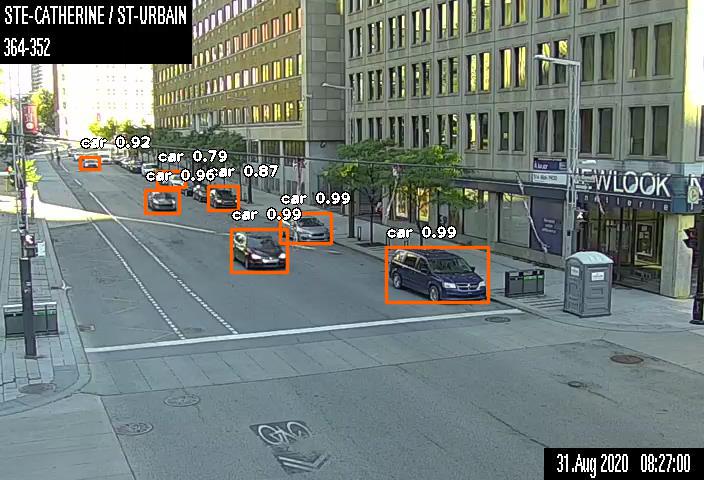 STE-CATHERINE / ST-URBAIN
364-352
car 0.92
car 0.79
car 0.96
car 0.87
car 0.99
car 0.99
car 0.99
NEWLOOK
31.Aug 2020 08:27:00